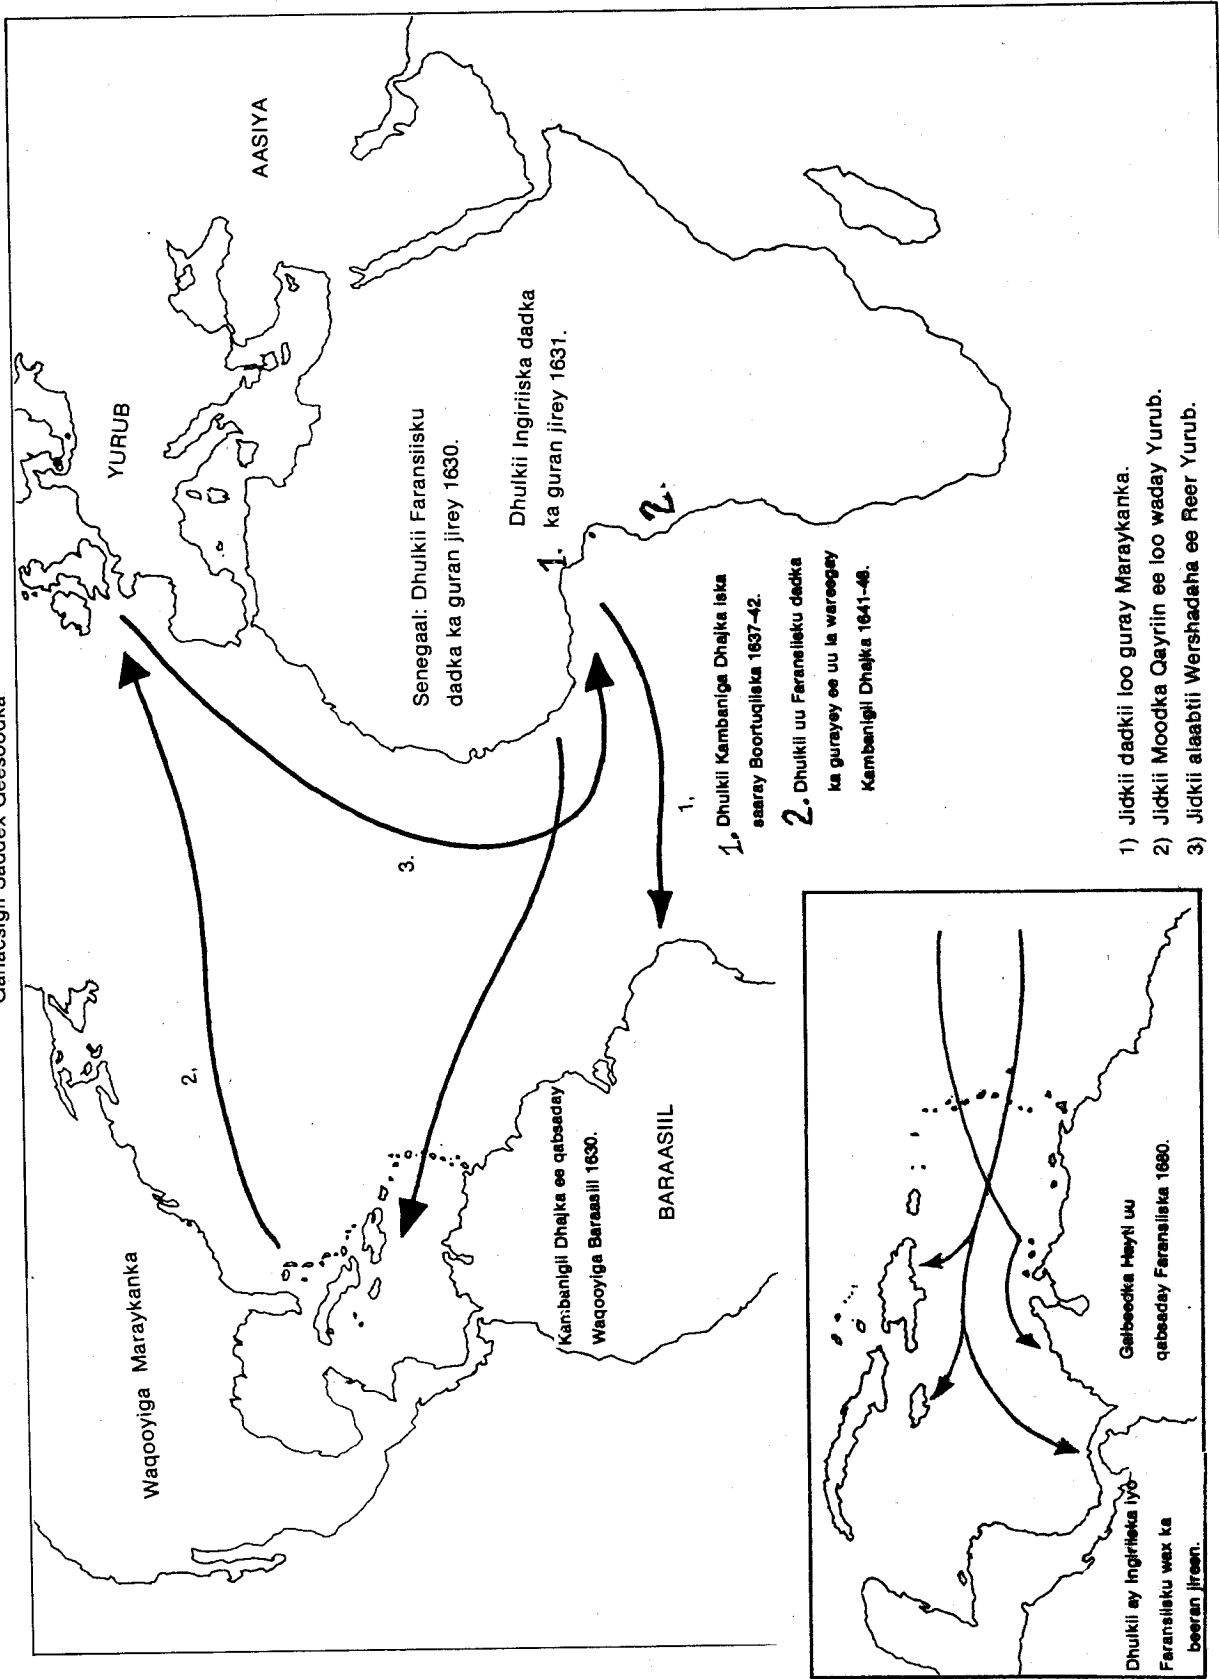 Waqooyiga Maraykanka
YURUB
AASIYA
2,
3.
Senegaal: Dhulkii Faransiisku
dadka ka guran jirey 1630.
Dhulkii Ingiriiska dadka
ka guran jirey 1631.
1.
2.
Kambanigii Dhajka ee qabsaday
Waqooyiga Baraasiil 1630.
BARAASIIL
1,
1. Dhulkii Kambaniga Dhajka iska
saaray Boortuqiiska 1637-42.
2. Dhulkii uu Faransiisku dadka
ka gurayey ee uu la wareegay
Kambanigii Dhajka 1641-48.
Dhulkii ay Ingiriiska iyo
Faransiisku wax ka
beeran jireen.
Galbeedka Hayti uu
qabsaday Faransiiska 1680.
1) Jidkii dadkii loo guray Maraykanka.
2) Jidkii Moodka Qayriin ee loo waday Yurub.
3) Jidkii alaabtii Wershadaha ee Reer Yurub.